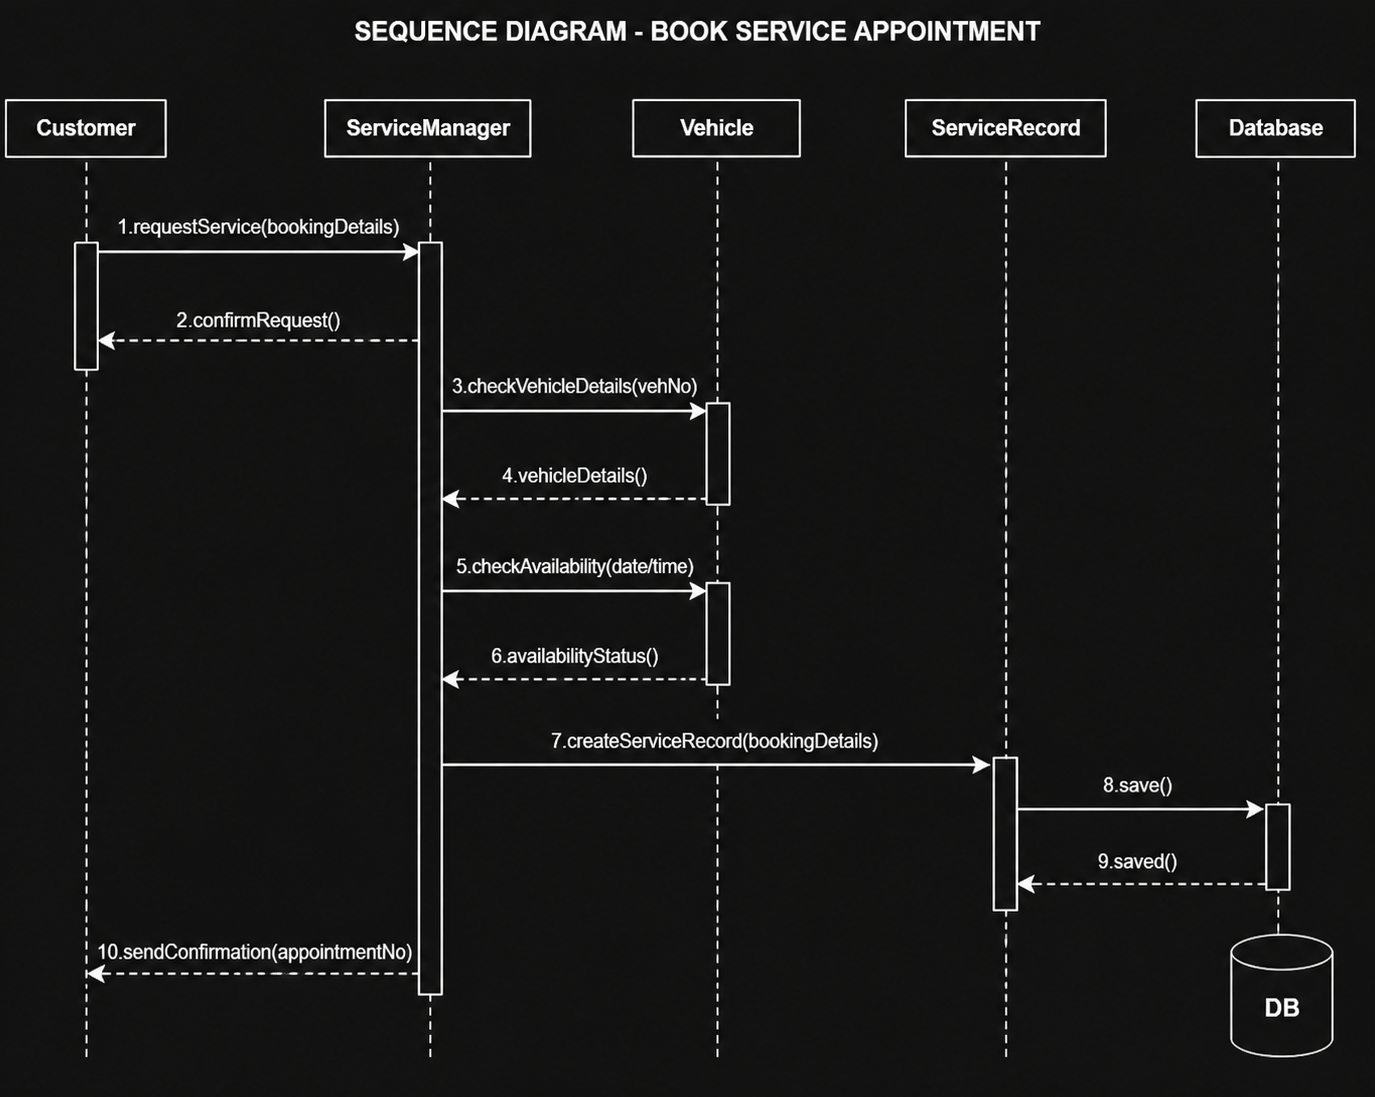 SEQUENCE DIAGRAM - BOOK SERVICE APPOINTMENT
Customer
ServiceManager
Vehicle
ServiceRecord
Database
1.requestService(bookingDetails)
2.confirmRequest()
3.checkVehicleDetails(vehNo)
4.vehicleDetails()
5.checkAvailability(date/time)
6.availabilityStatus()
7.createServiceRecord(bookingDetails)
8.save()
9.saved()
10.sendConfirmation(appointmentNo)
DB